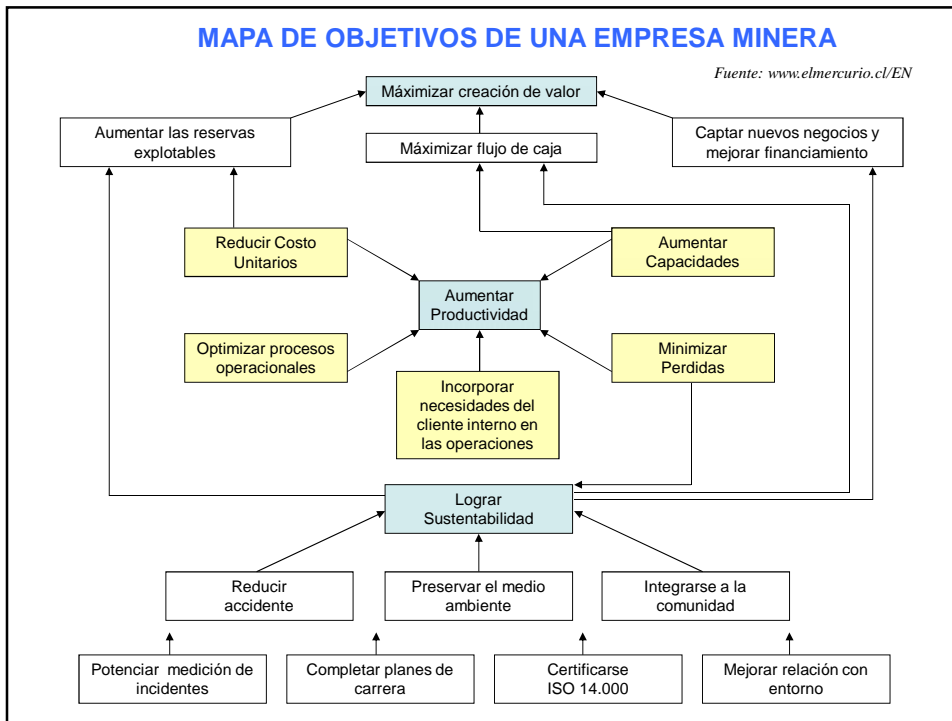 MAPA DE OBJETIVOS DE UNA EMPRESA MINERA
Fuente: www.elmercurio.cl/EN
Máximizar creación de valor
Aumentar las reservas
explotables
Máximizar flujo de caja
Captar nuevos negocios y
mejorar financiamiento
Reducir Costo
Unitarios
Aumentar
Capacidades
Aumentar
Productividad
Optimizar procesos
operacionales
Minimizar
Perdidas
Incorporar
necesidades del
cliente interno en
las operaciones
Lograr
Sustentabilidad
Reducir
accidente
Preservar el medio
ambiente
Integrarse a la
comunidad
Potenciar medición de
incidentes
Completar planes de
carrera
Certificarse
ISO 14.000
Mejorar relación con
entorno